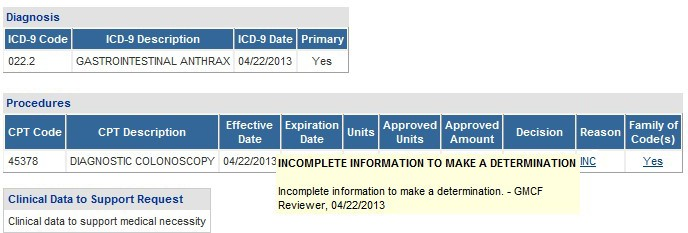 Diagnosis
ICD-9 Code ICD-9 Description ICD-9 Date Primary
022.2 GASTROINTESTINAL ANTHRAX 04/22/2013 Yes
Procedures
CPT Code CPT Description Effective Date Expiration Date Units Approved Units Approved Amount Decision Reason Family of Code(s)
45378 DIAGNOSTIC COLONOSCOPY 04/22/2013 INC Yes
INCOMPLETE INFORMATION TO MAKE A DETERMINATION
Incomplete information to make a determination. - GMCF
Reviewer, 04/22/2013
Clinical Data to Support Request
Clinical data to support medical necessity